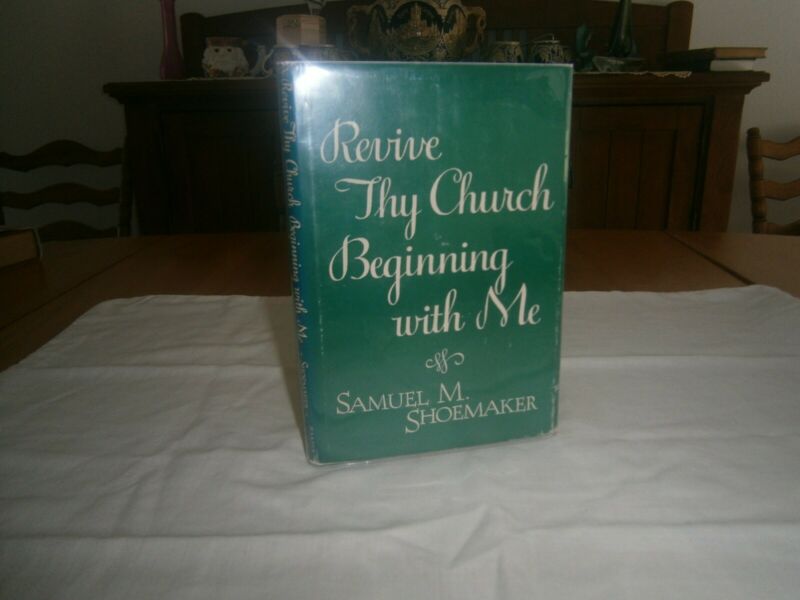 Revive
Thy Church
Beginning
with Me
SAMUEL M.
SHOEMAKER
Revive Thy Church Beginning with Me